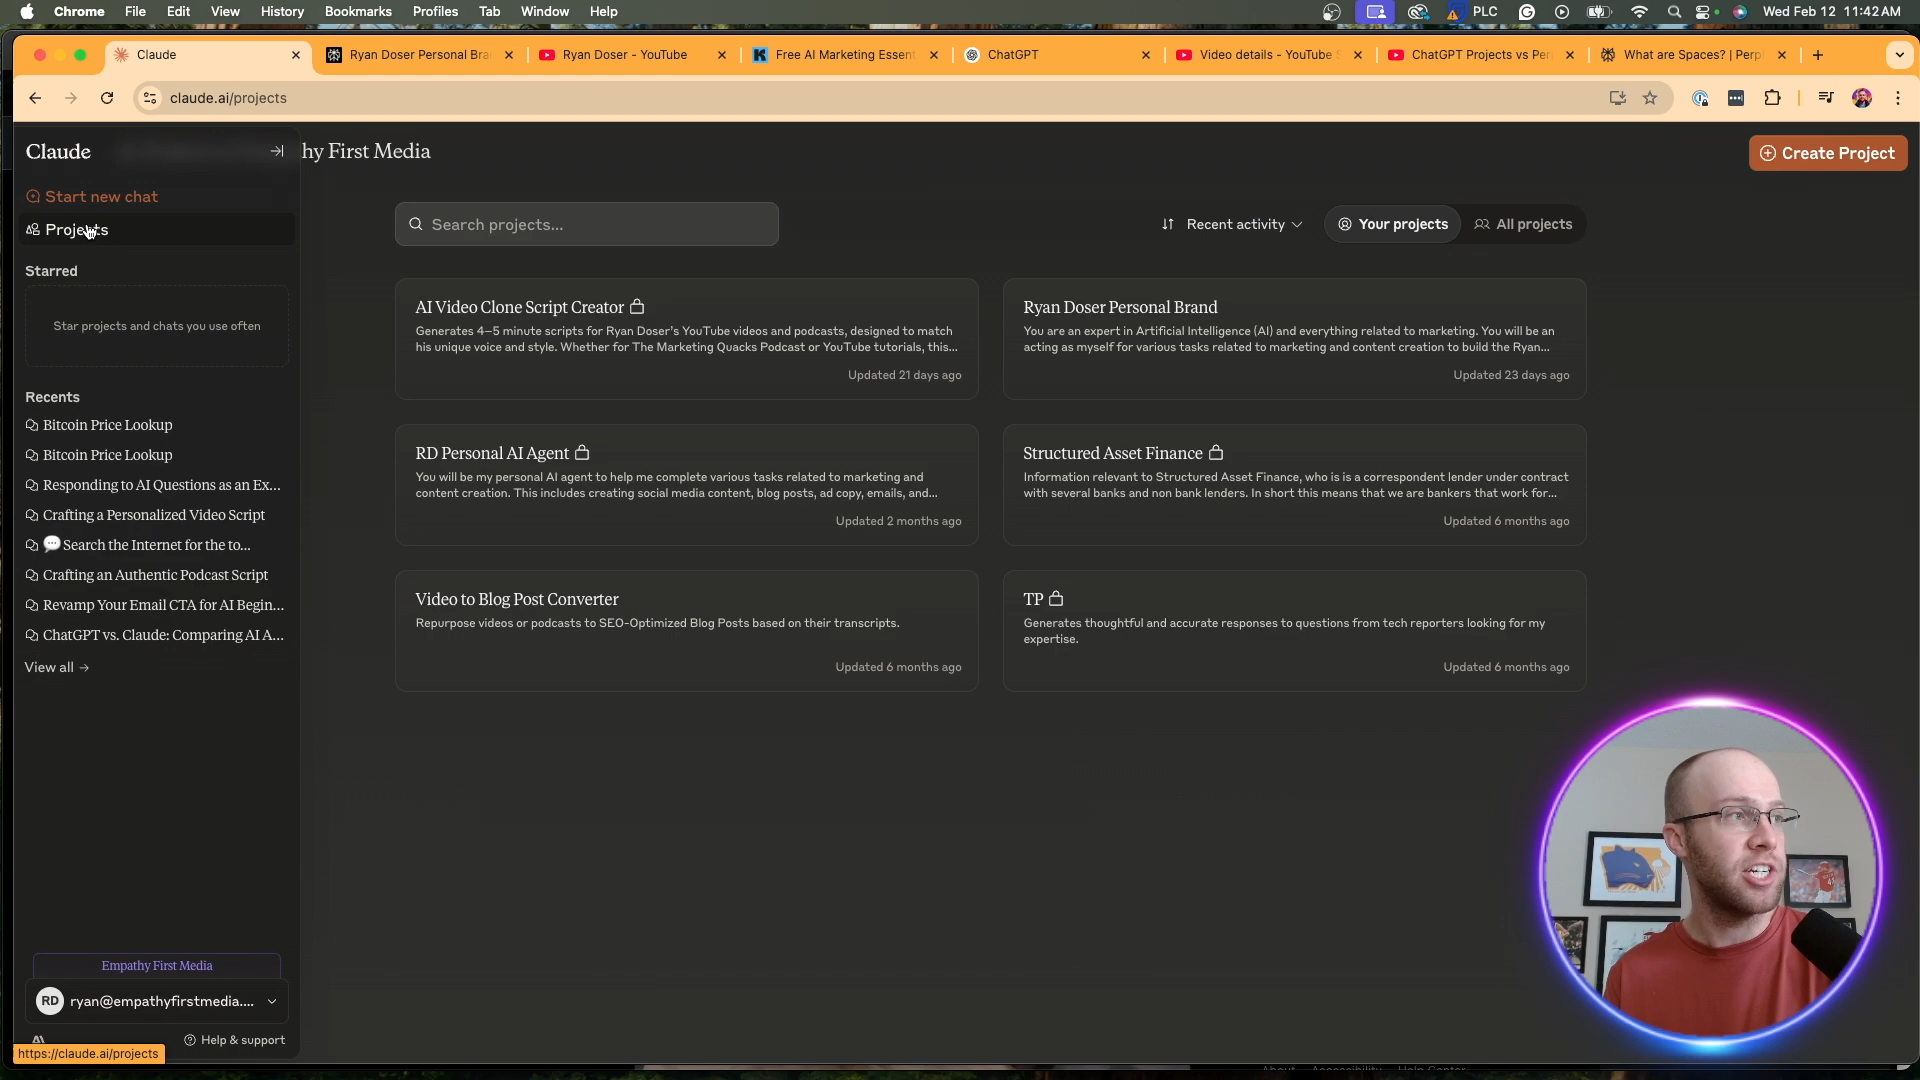 Chrome File Edit View History Bookmarks Profiles Tab Window Help PLC Wed Feb 12 11:42 AM
Claude Ryan Doser Personal Bra Ryan Doser - YouTube Free AI Marketing Essent ChatGPT Video details - YouTube S ChatGPT Projects vs Per What are Spaces? | Perp
claude.ai/projects
Claude
hy First Media
Create Project
Start new chat
Projects
Search projects...
Recent activity
Your projects
All projects
Starred
Star projects and chats you use often
Recents
Bitcoin Price Lookup
Bitcoin Price Lookup
Responding to AI Questions as an Ex...
Crafting a Personalized Video Script
Search the Internet for the to...
Crafting an Authentic Podcast Script
Revamp Your Email CTA for AI Begin...
ChatGPT vs. Claude: Comparing AI A...
View all →
AI Video Clone Script Creator
Generates 4–5 minute scripts for Ryan Doser's YouTube videos and podcasts, designed to match
his unique voice and style. Whether for The Marketing Quacks Podcast or YouTube tutorials, this...
Updated 21 days ago
Ryan Doser Personal Brand
You are an expert in Artificial Intelligence (AI) and everything related to marketing. You will be an
acting as myself for various tasks related to marketing and content creation to build the Ryan...
Updated 23 days ago
RD Personal AI Agent
You will be my personal AI agent to help me complete various tasks related to marketing and
content creation. This includes creating social media content, blog posts, ad copy, emails, and...
Updated 2 months ago
Structured Asset Finance
Information relevant to Structured Asset Finance, who is is a correspondent lender under contract
with several banks and non bank lenders. In short this means that we are bankers that work for...
Updated 6 months ago
Video to Blog Post Converter
Repurpose videos or podcasts to SEO-Optimized Blog Posts based on their transcripts.
Updated 6 months ago
TP
Generates thoughtful and accurate responses to questions from tech reporters looking for my
expertise.
Updated 6 months ago
Empathy First Media
RD ryan@empathyfirstmedia....
Help & support
https://claude.ai/projects